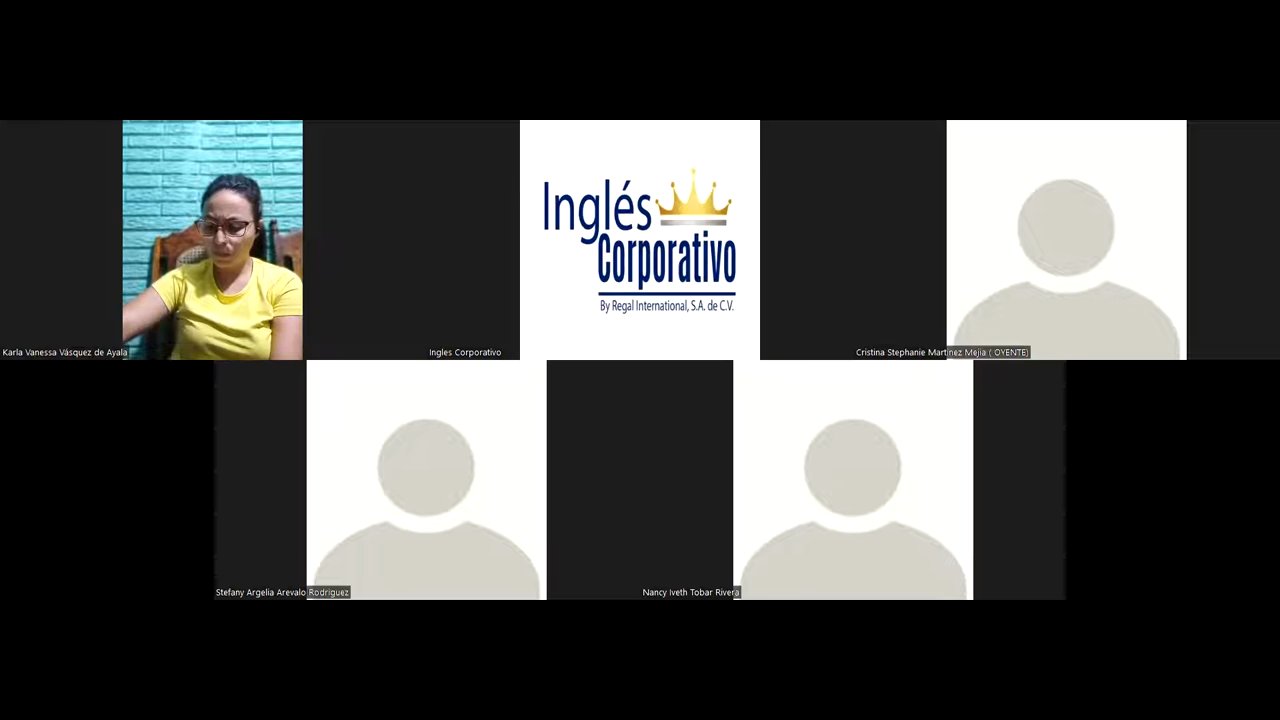 Inglés
Corporativo
By Regal International, S.A. de C.V.
Karla Vanessa Vásquez de Ayala
Ingles Corporativo
Cristina Stephanie Martinez Mejia ( OYENTE)
Stefany Argelia Arevalo Rodriguez
Nancy Iveth Tobar Rivera